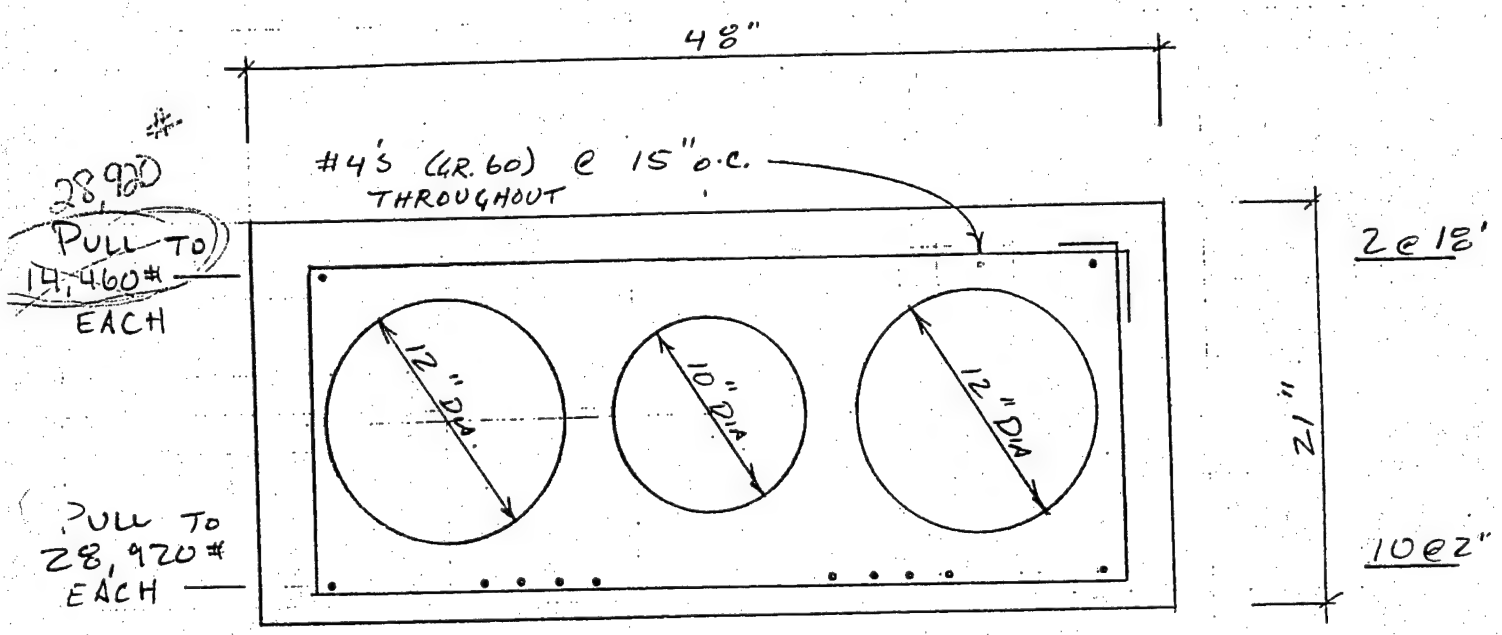 48"
#
28,920
PULL TO
14,460#
EACH
#4'S (GR. 60) @ 15" o.c.
THROUGHOUT
2 @ 18'
12" DIA.
10" DIA
12" DIA
21"
PULL TO
28,920#
EACH
10@2"